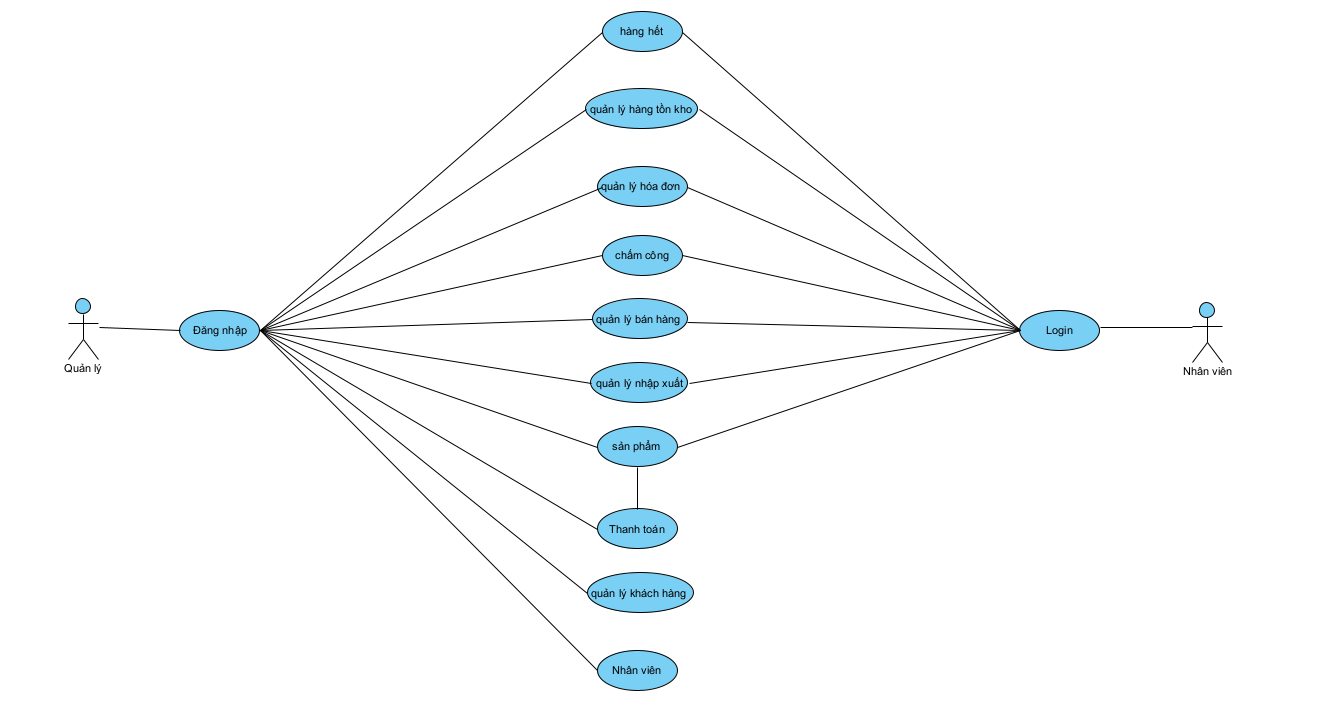 hàng hết
quản lý hàng tồn kho
quản lý hóa đơn
chấm công
quản lý bán hàng
Đăng nhập
Login
Quản lý
Nhân viên
quản lý nhập xuất
sản phẩm
Thanh toán
quản lý khách hàng
Nhân viên